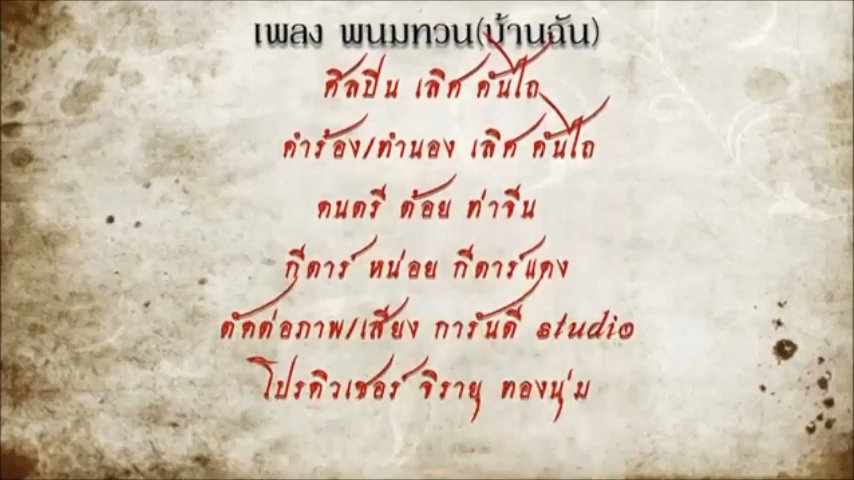 เพลง พนมทวน(บ้านฉัน)
ศิลปิน เลิศ คันไถ
คำร้อง/ทำนอง เลิศ คันไถ
ดนตรี ต้อย ท่าจีน
กีตาร์ หน่อย กีตาร์แดง
ตัดต่อภาพ/เสียง การันตี studio
โปรดิวเซอร์ จิรายุ ทองนุ่ม